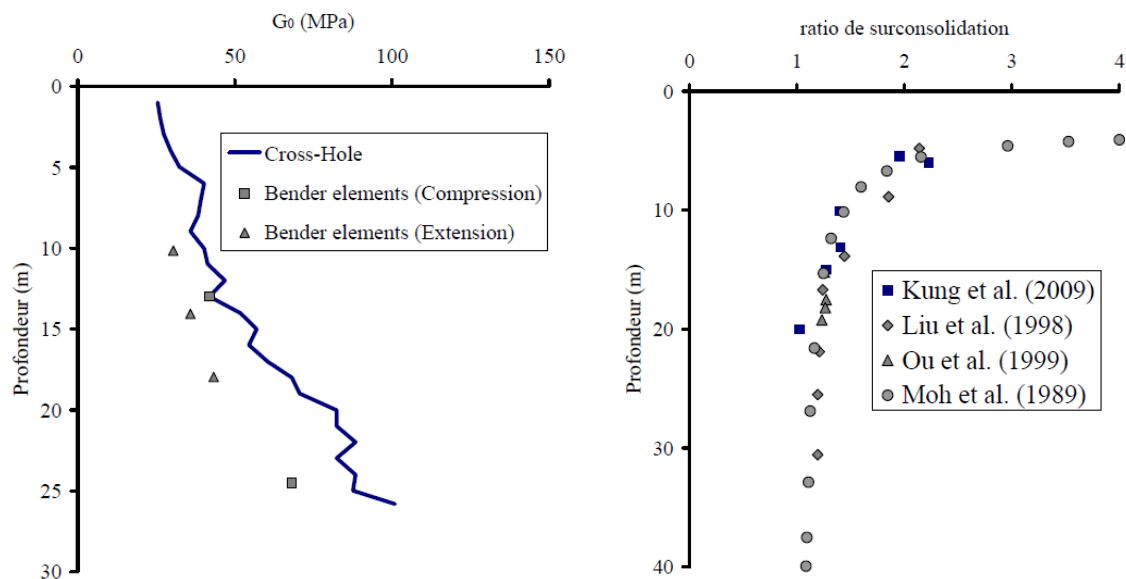 G0 (MPa)
0 50 100 150
0
5
10
15
20
25
30
Profondeur (m)
Cross-Hole
Bender elements (Compression)
Bender elements (Extension)
ratio de surconsolidation
0 1 2 3 4
0
10
20
30
40
Profondeur (m)
Kung et al. (2009)
Liu et al. (1998)
Ou et al. (1999)
Moh et al. (1989)